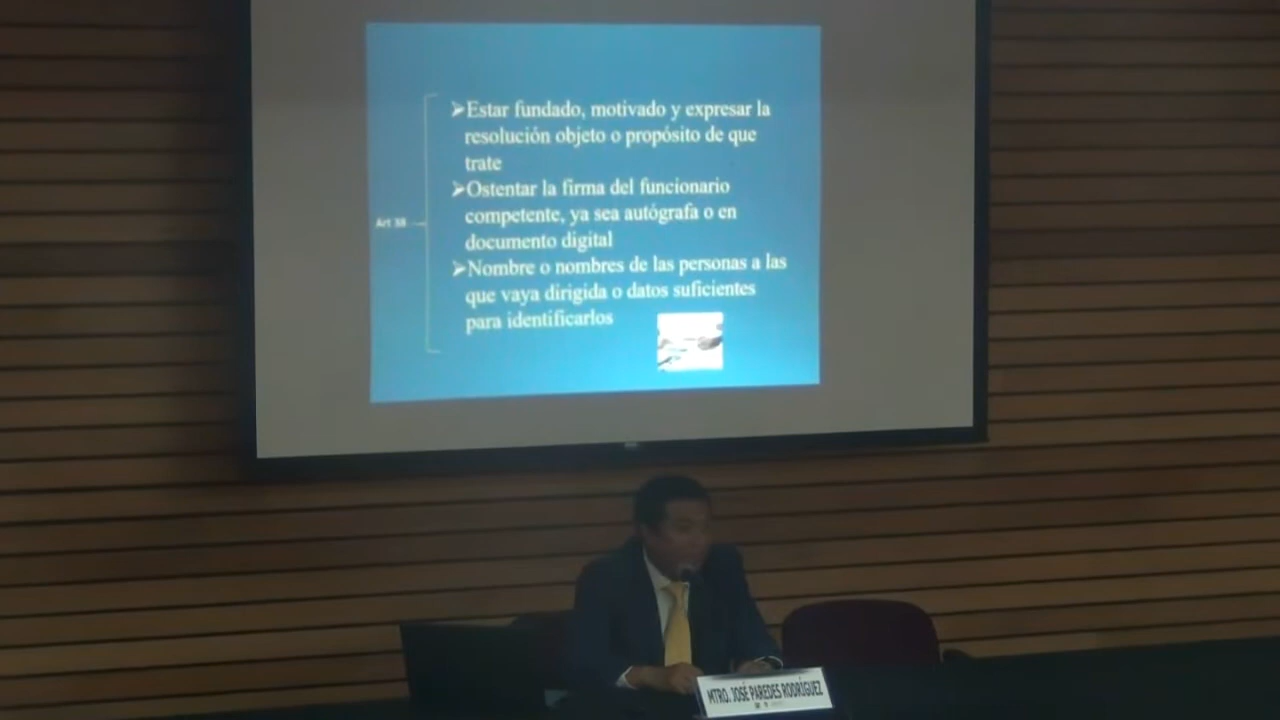 ➢Estar fundado, motivado y expresar la
resolución objeto o propósito de que
trate
➢Ostentar la firma del funcionario
competente, ya sea autógrafa o en
documento digital
Art 38
➢Nombre o nombres de las personas a las
que vaya dirigida o datos suficientes
para identificarlos
MTRO. JOSÉ PAREDES RODRÍGUEZ